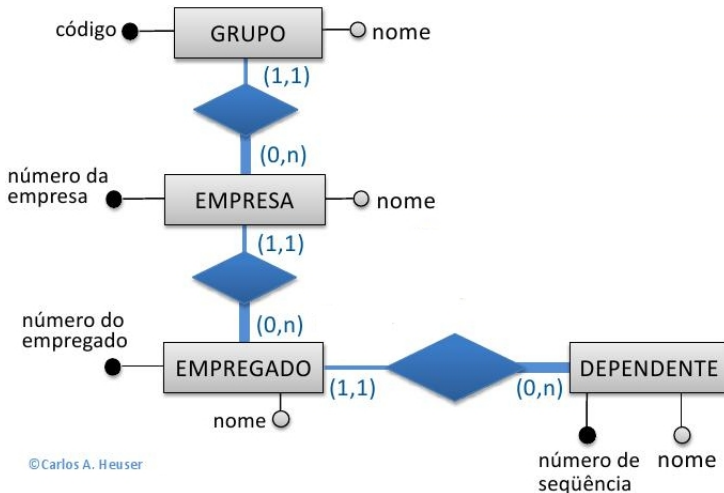 código
GRUPO
nome
(1,1)
(0,n)
número da
empresa
EMPRESA
nome
(1,1)
(0,n)
número do
empregado
EMPREGADO
(1,1)
(0,n)
DEPENDENTE
nome
número de
seqüência
nome
©Carlos A. Heuser